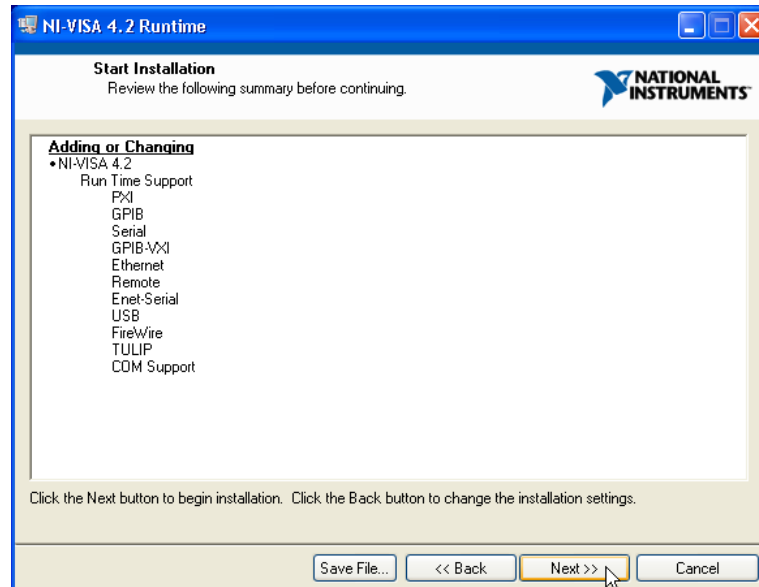 NI-VISA 4.2 Runtime
Start Installation
Review the following summary before continuing.
NATIONAL
INSTRUMENTS™
Adding or Changing
•NI-VISA 4.2
Run Time Support
PXI
GPIB
Serial
GPIB-VXI
Ethernet
Remote
Enet-Serial
USB
FireWire
TULIP
COM Support
Click the Next button to begin installation. Click the Back button to change the installation settings.
Save File... << Back Next >> Cancel